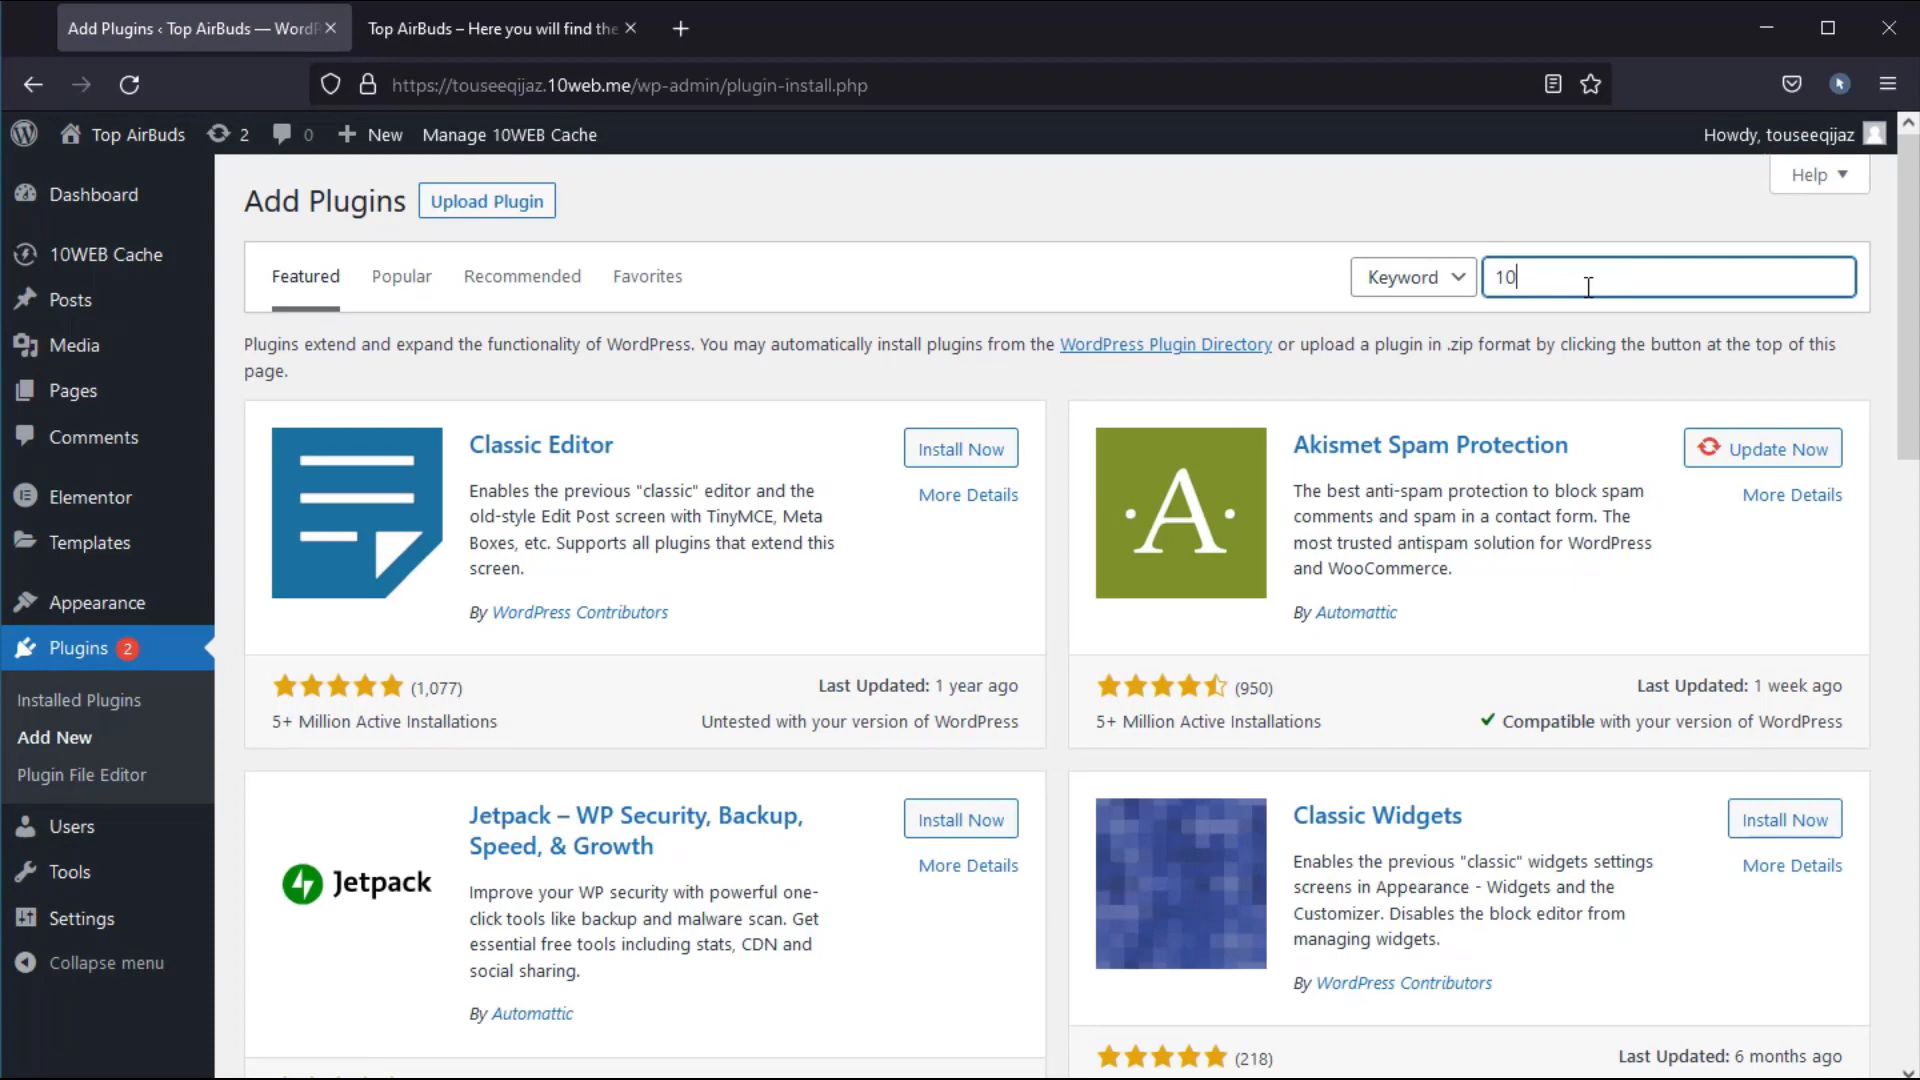 Add Plugins ‹ Top AirBuds — WordP
Top AirBuds – Here you will find the
https://touseeqijaz.10web.me/wp-admin/plugin-install.php
Top AirBuds 2 0 New Manage 10WEB Cache Howdy, touseeqijaz
Dashboard
10WEB Cache
Posts
Media
Pages
Comments
Elementor
Templates
Appearance
Plugins 2
Installed Plugins
Add New
Plugin File Editor
Users
Tools
Settings
Collapse menu
Help
Add Plugins Upload Plugin
Featured Popular Recommended Favorites Keyword 10
Plugins extend and expand the functionality of WordPress. You may automatically install plugins from the WordPress Plugin Directory or upload a plugin in .zip format by clicking the button at the top of this
page.
Classic Editor
Install Now
More Details
Enables the previous "classic" editor and the
old-style Edit Post screen with TinyMCE, Meta
Boxes, etc. Supports all plugins that extend this
screen.
By WordPress Contributors
(1,077)
Last Updated: 1 year ago
5+ Million Active Installations
Untested with your version of WordPress
A
Akismet Spam Protection
Update Now
More Details
The best anti-spam protection to block spam
comments and spam in a contact form. The
most trusted antispam solution for WordPress
and WooCommerce.
By Automattic
(950)
Last Updated: 1 week ago
5+ Million Active Installations
Compatible with your version of WordPress
Jetpack
Jetpack – WP Security, Backup,
Speed, & Growth
Install Now
More Details
Improve your WP security with powerful one-
click tools like backup and malware scan. Get
essential free tools including stats, CDN and
social sharing.
By Automattic
Classic Widgets
Install Now
More Details
Enables the previous "classic" widgets settings
screens in Appearance - Widgets and the
Customizer. Disables the block editor from
managing widgets.
By WordPress Contributors
(218)
Last Updated: 6 months ago